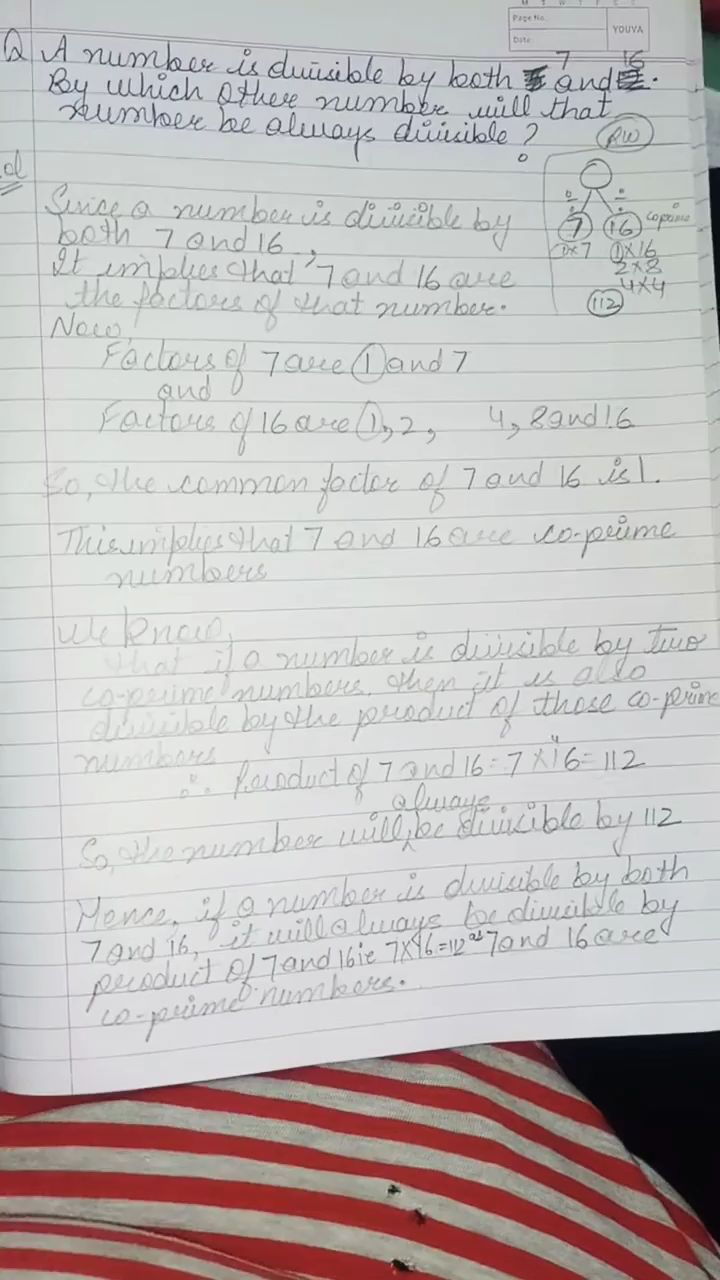 Page No.
Date:
YOUVA
Q A number is divisible by both 7 and 16.
By which other number will that
number be always divisible?
RW
Since a number is divisible by
both 7 and 16,
It implies that 7 and 16 are
the factors of that number.
÷ ÷
7 16 coprime
1×7 1×16
2×8
4×4
112
Now,
Factors of 7 are 1 and 7
and
Factors of 16 are 1, 2, 4, 8 and 16
So, the common factor of 7 and 16 is 1.
This implies that 7 and 16 are co-prime
numbers
We know,
that if a number is divisible by two
co-prime numbers, then it is also
divisible by the product of those co-prime
numbers
∴ Product of 7 and 16 = 7 × 16 = 112
So, the number will always be divisible by 112
Hence, if a number is divisible by both
7 and 16, it will always be divisible by
product of 7 and 16 ie 7×16=112 as 7 and 16 are
co-prime numbers.